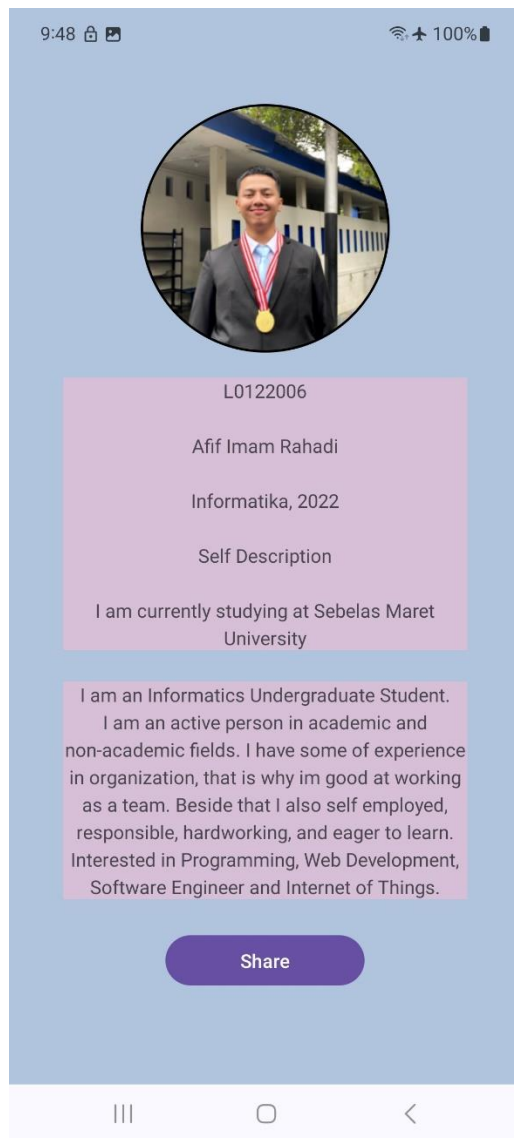 9:48
100%
L0122006
Afif Imam Rahadi
Informatika, 2022
Self Description
I am currently studying at Sebelas Maret
University
I am an Informatics Undergraduate Student.
I am an active person in academic and
non-academic fields. I have some of experience
in organization, that is why im good at working
as a team. Beside that I also self employed,
responsible, hardworking, and eager to learn.
Interested in Programming, Web Development,
Software Engineer and Internet of Things.
Share